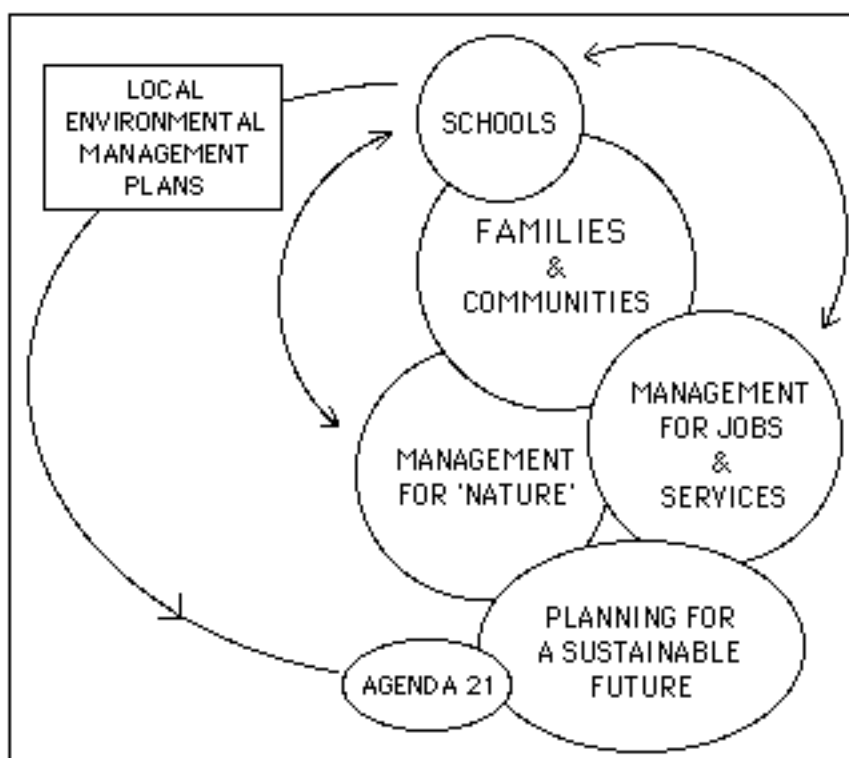 LOCAL
ENVIRONMENTAL
MANAGEMENT
PLANS
SCHOOLS
FAMILIES
&
COMMUNITIES
MANAGEMENT
FOR JOBS
&
SERVICES
MANAGEMENT
FOR 'NATURE'
PLANNING FOR
A SUSTAINABLE
FUTURE
AGENDA 21